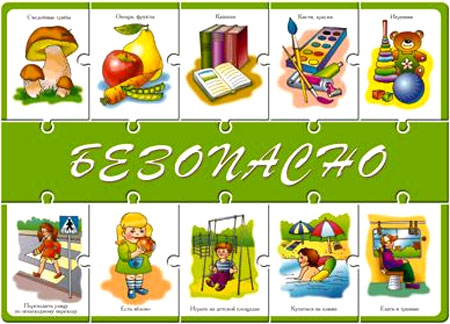 Съедобные грибы
Овощи, фрукты
Книжки
Кисти, краски
Игрушки
БЕЗОПАСНО
Переходить улицу
по пешеходному переходу
Есть яблоко
Играть на детской площадке
Купаться на пляже
Ехать в трамвае